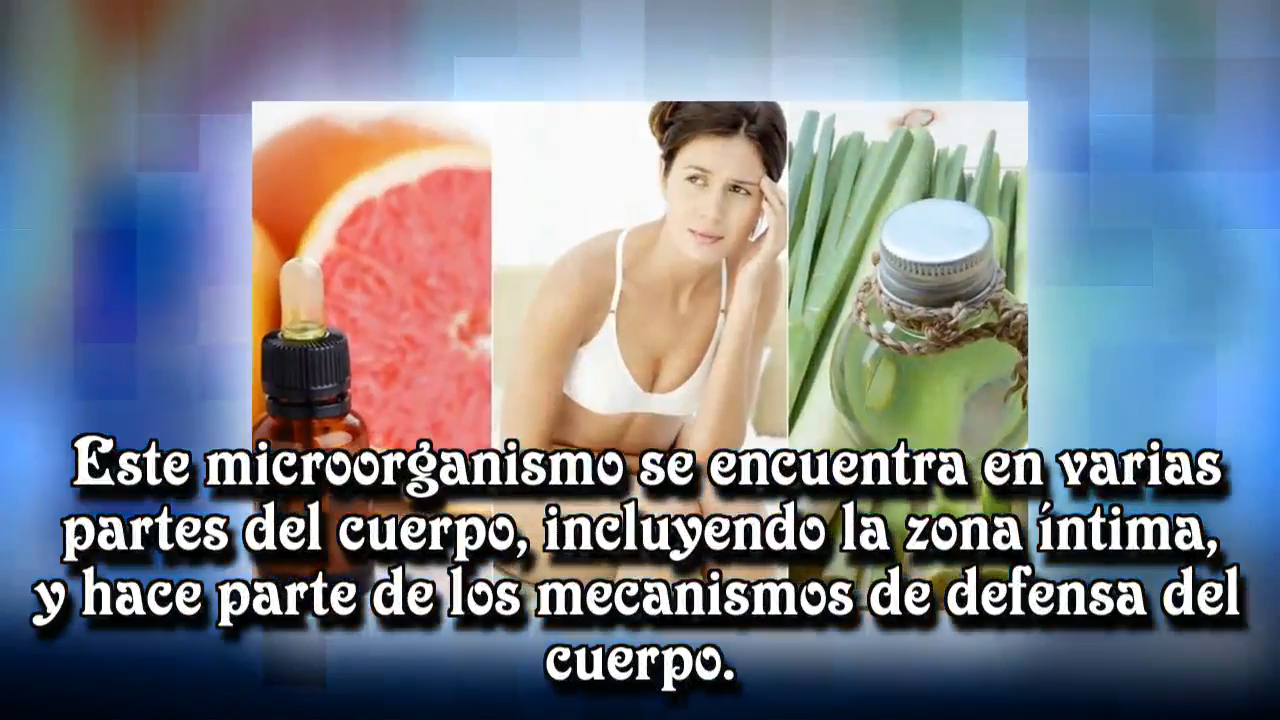 Este microorganismo se encuentra en varias
partes del cuerpo, incluyendo la zona íntima,
y hace parte de los mecanismos de defensa del
cuerpo.